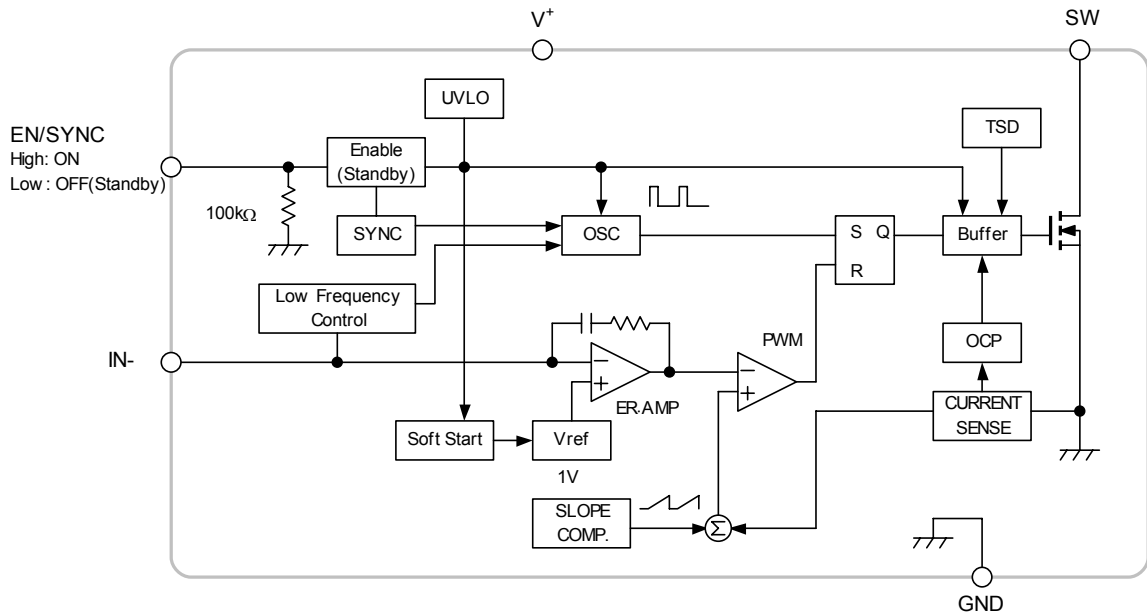 V+
SW
UVLO
EN/SYNC
High: ON
Low : OFF(Standby)
Enable
(Standby)
TSD
100kΩ
SYNC
OSC
S Q
R
Buffer
Low Frequency
Control
IN-
PWM
OCP
ER.AMP
CURRENT
SENSE
Soft Start
Vref
1V
SLOPE
COMP.
Σ
GND